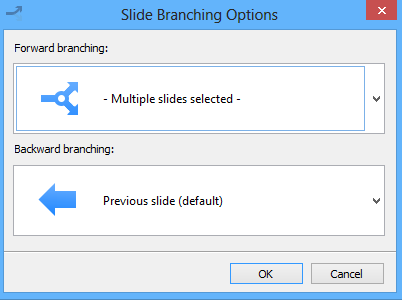 Slide Branching Options
Forward branching:
- Multiple slides selected -
Backward branching:
Previous slide (default)
OK
Cancel